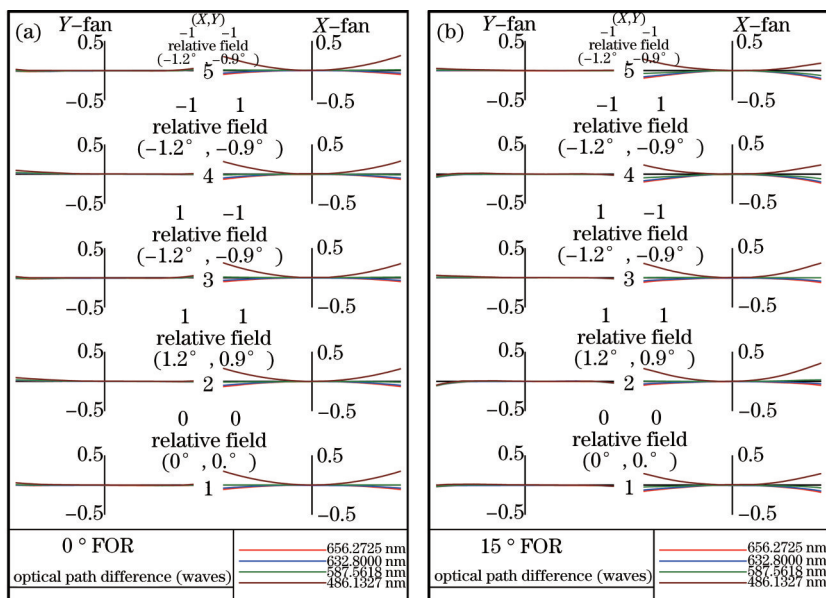 (a)
Y-fan
(X,Y)
X-fan
0.5
-1 -1
0.5
relative field
(-1.2° , -0.9° )
5
-0.5
-0.5
-1 1
relative field
0.5
(-1.2° , -0.9° )
0.5
4
-0.5
-0.5
1 -1
relative field
0.5
(-1.2° , -0.9° )
0.5
3
-0.5
-0.5
1 1
relative field
0.5
(1.2° , 0.9° )
0.5
2
-0.5
-0.5
0 0
relative field
0.5
(0° , 0.° )
0.5
1
-0.5
-0.5
0 ° FOR
optical path difference (waves)
656.2725 nm
632.8000 nm
587.5618 nm
486.1327 nm
(b)
Y-fan
(X,Y)
X-fan
0.5
-1 -1
0.5
relative field
(-1.2° , -0.9° )
5
-0.5
-0.5
-1 1
relative field
0.5
(-1.2° , -0.9° )
0.5
4
-0.5
-0.5
1 -1
relative field
0.5
(-1.2° , -0.9° )
0.5
3
-0.5
-0.5
1 1
relative field
0.5
(1.2° , 0.9° )
0.5
2
-0.5
-0.5
0 0
relative field
0.5
(0° , 0.° )
0.5
1
-0.5
-0.5
15 ° FOR
optical path difference (waves)
656.2725 nm
632.8000 nm
587.5618 nm
486.1327 nm